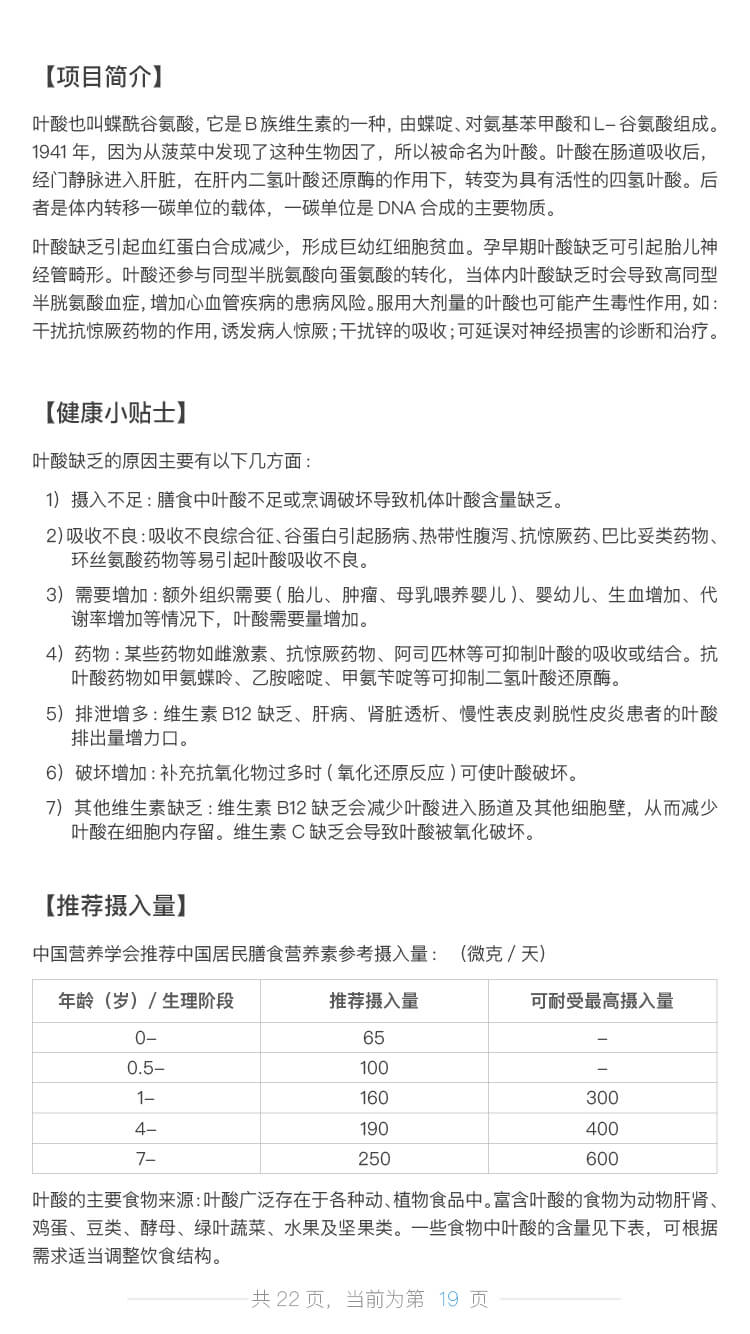 【项目简介】
叶酸也叫蝶酰谷氨酸, 它是B族维生素的一种, 由蝶啶、对氨基苯甲酸和L-谷氨酸组成。
1941年，因为从菠菜中发现了这种生物因了，所以被命名为叶酸。叶酸在肠道吸收后，
经门静脉进入肝脏，在肝内二氢叶酸还原酶的作用下，转变为具有活性的四氢叶酸。后
者是体内转移一碳单位的载体，一碳单位是DNA合成的主要物质。
叶酸缺乏引起血红蛋白合成减少，形成巨幼红细胞贫血。孕早期叶酸缺乏可引起胎儿神
经管畸形。叶酸还参与同型半胱氨酸向蛋氨酸的转化，当体内叶酸缺乏时会导致高同型
半胱氨酸血症, 增加心血管疾病的患病风险。服用大剂量的叶酸也可能产生毒性作用, 如:
干扰抗惊厥药物的作用, 诱发病人惊厥; 干扰锌的吸收; 可延误对神经损害的诊断和治疗。
【健康小贴士】
叶酸缺乏的原因主要有以下几方面:
1）摄入不足: 膳食中叶酸不足或烹调破坏导致机体叶酸含量缺乏。
2)吸收不良:吸收不良综合征、谷蛋白引起肠病、热带性腹泻、抗惊厥药、巴比妥类药物、
环丝氨酸药物等易引起叶酸吸收不良。
3）需要增加: 额外组织需要( 胎儿、肿瘤、母乳喂养婴儿 )、婴幼儿、生血增加、代
谢率增加等情况下，叶酸需要量增加。
4）药物: 某些药物如雌激素、抗惊厥药物、阿司匹林等可抑制叶酸的吸收或结合。抗
叶酸药物如甲氨蝶呤、乙胺嘧啶、甲氨苄啶等可抑制二氢叶酸还原酶。
5）排泄增多: 维生素B12缺乏、肝病、肾脏透析、慢性表皮剥脱性皮炎患者的叶酸
排出量增力口。
6）破坏增加: 补充抗氧化物过多时( 氧化还原反应 )可使叶酸破坏。
7）其他维生素缺乏: 维生素B12缺乏会减少叶酸进入肠道及其他细胞壁，从而减少
叶酸在细胞内存留。维生素C缺乏会导致叶酸被氧化破坏。
【推荐摄入量】
中国营养学会推荐中国居民膳食营养素参考摄入量: （微克/天）
年龄（岁）/生理阶段 推荐摄入量 可耐受最高摄入量
0– 65 –
0.5– 100 –
1– 160 300
4– 190 400
7– 250 600
叶酸的主要食物来源:叶酸广泛存在于各种动、植物食品中。富含叶酸的食物为动物肝肾、
鸡蛋、豆类、酵母、绿叶蔬菜、水果及坚果类。一些食物中叶酸的含量见下表，可根据
需求适当调整饮食结构。
共22页，当前为第 19 页